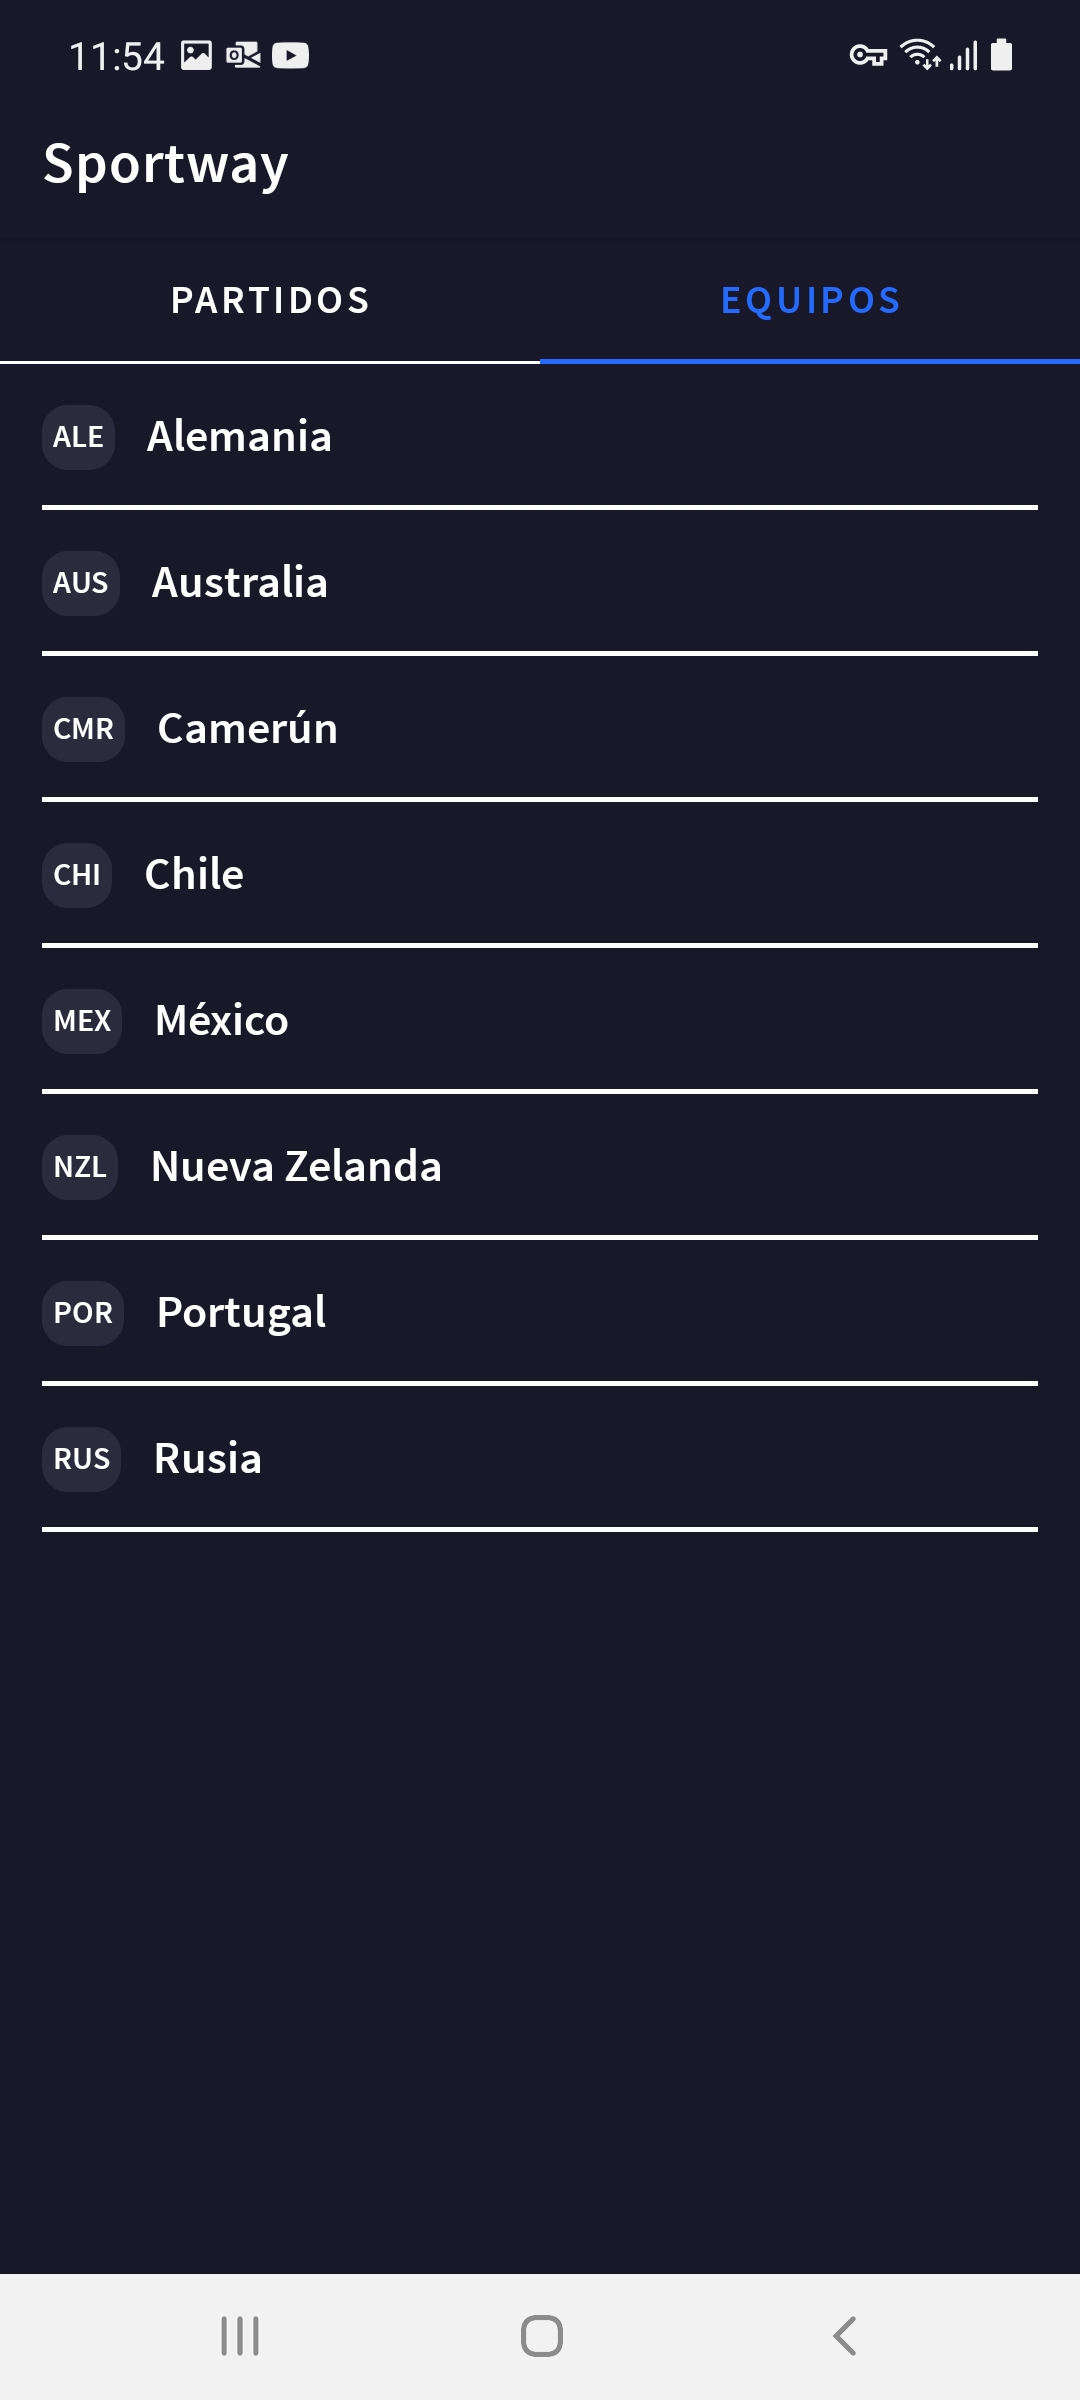 11:54
Sportway
PARTIDOS EQUIPOS
ALE Alemania
AUS Australia
CMR Camerún
CHI Chile
MEX México
NZL Nueva Zelanda
POR Portugal
RUS Rusia